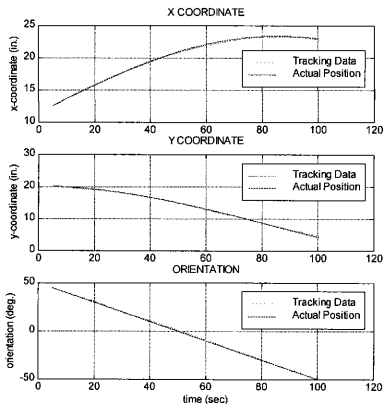 X COORDINATE
x-coordinate (in.)
25
20
15
10
Tracking Data
Actual Position
0 20 40 60 80 100 120
Y COORDINATE
y-coordinate (in.)
30
20
10
0
Tracking Data
Actual Position
0 20 40 60 80 100 120
ORIENTATION
orientation (deg.)
50
0
-50
Tracking Data
Actual Position
0 20 40 60 80 100 120
time (sec)